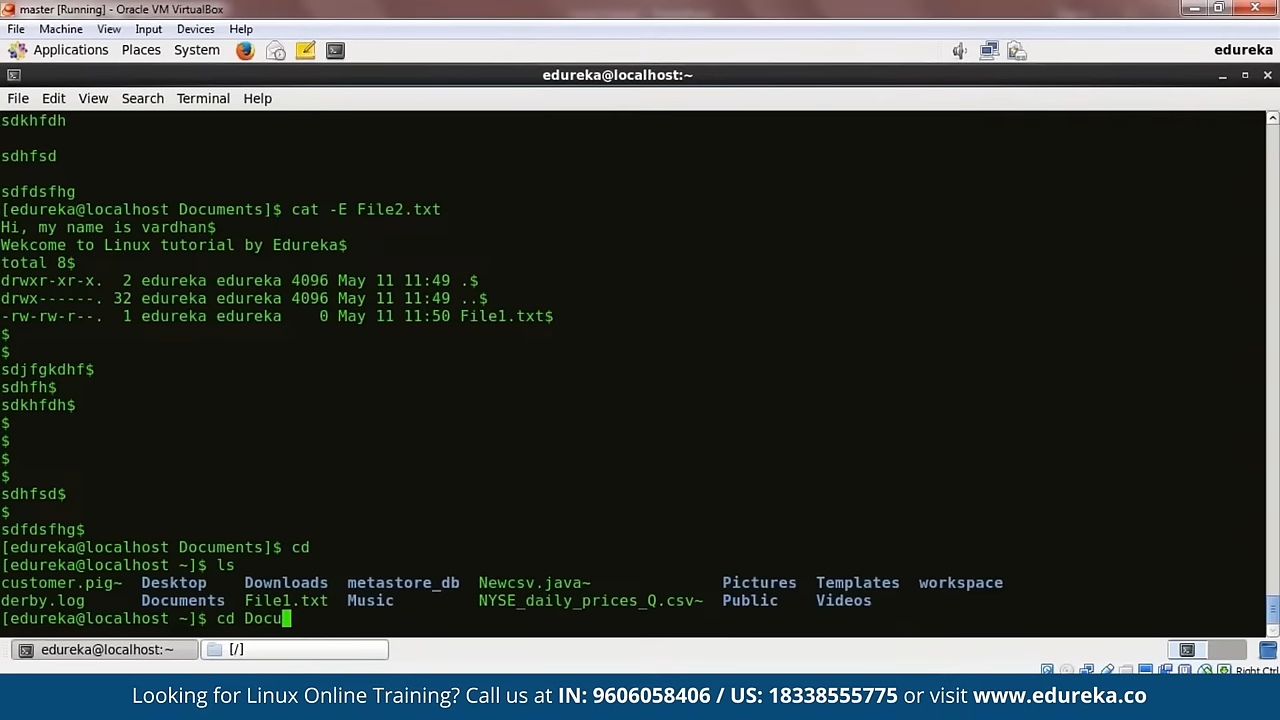 master [Running] - Oracle VM VirtualBox
File Machine View Input Devices Help
Applications Places System edureka
edureka@localhost:~
File Edit View Search Terminal Help
sdkhfdh
sdhfsd
sdfdsfhg
[edureka@localhost Documents]$ cat -E File2.txt
Hi, my name is vardhan$
Wekcome to Linux tutorial by Edureka$
total 8$
drwxr-xr-x.  2 edureka edureka 4096 May 11 11:49 .$
drwx------. 32 edureka edureka 4096 May 11 11:49 ..$
-rw-rw-r--.  1 edureka edureka    0 May 11 11:50 File1.txt$
$
$
sdjfgkdhf$
sdhfh$
sdkhfdh$
$
$
$
$
sdhfsd$
$
sdfdsfhg$
[edureka@localhost Documents]$ cd
[edureka@localhost ~]$ ls
customer.pig~  Desktop    Downloads  metastore_db  Newcsv.java~              Pictures  Templates  workspace
derby.log      Documents  File1.txt  Music         NYSE_daily_prices_Q.csv~  Public    Videos
[edureka@localhost ~]$ cd Docu
edureka@localhost:~ [/]
Right Ctrl
Looking for Linux Online Training? Call us at IN: 9606058406 / US: 18338555775 or visit www.edureka.co